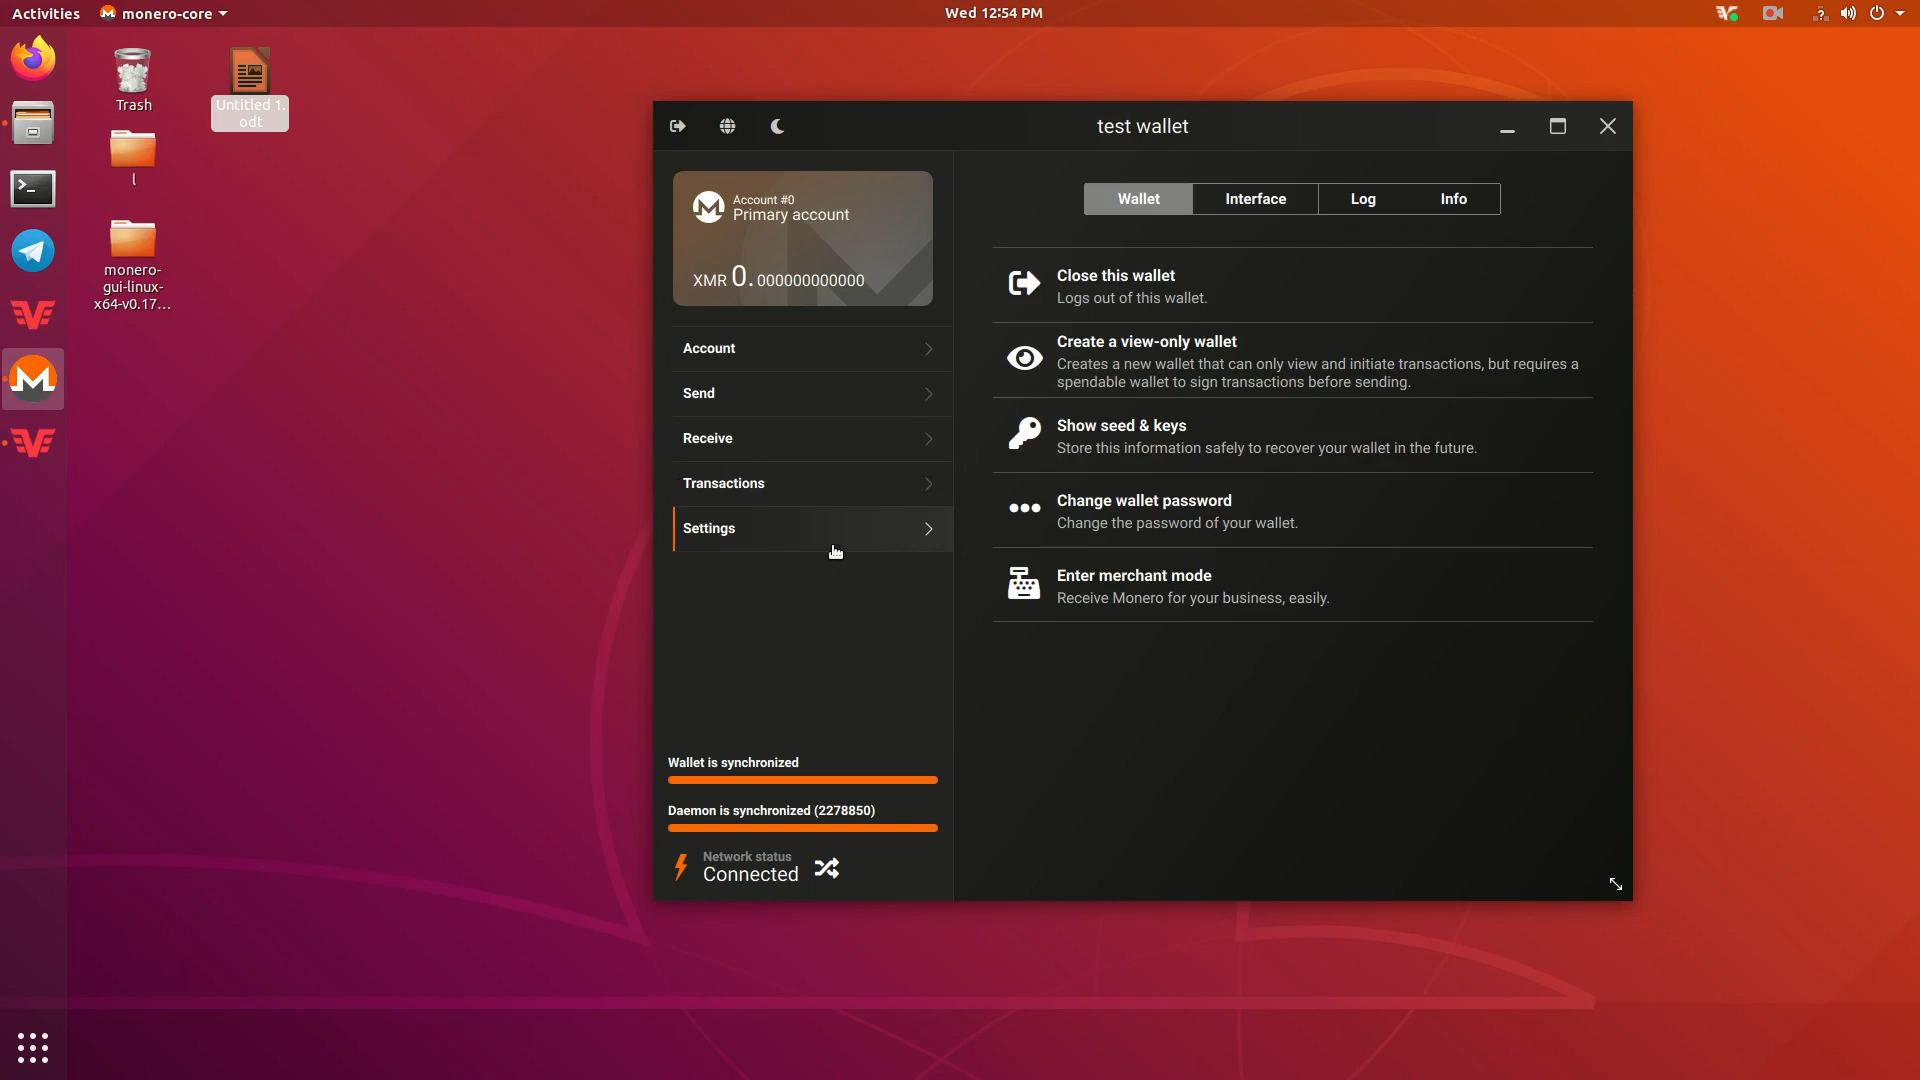 Activities
monero-core
Wed 12:54 PM
?
Trash
Untitled 1.
odt
l
monero-
gui-linux-
x64-v0.17...
test wallet
Account #0
Primary account
XMR 0.000000000000
Account
Send
Receive
Transactions
Settings
Wallet is synchronized
Daemon is synchronized (2278850)
Network status
Connected
Wallet
Interface
Log
Info
Close this wallet
Logs out of this wallet.
Create a view-only wallet
Creates a new wallet that can only view and initiate transactions, but requires a
spendable wallet to sign transactions before sending.
Show seed & keys
Store this information safely to recover your wallet in the future.
Change wallet password
Change the password of your wallet.
Enter merchant mode
Receive Monero for your business, easily.